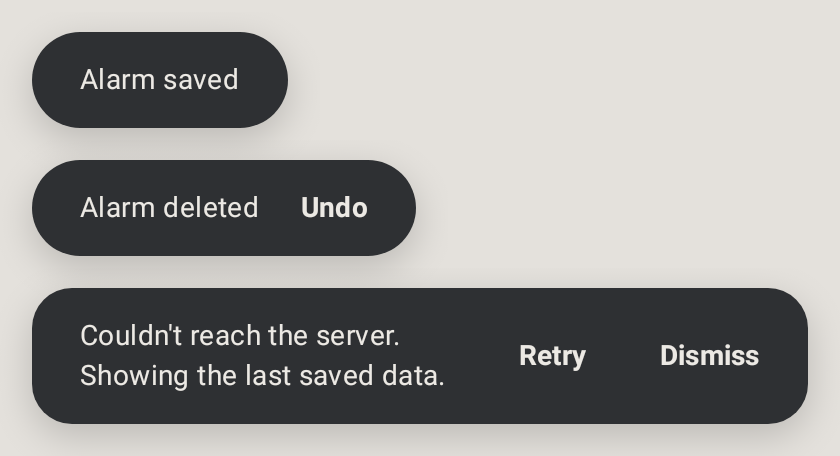 Alarm saved
Alarm deleted Undo
Couldn't reach the server.
Showing the last saved data.
Retry Dismiss